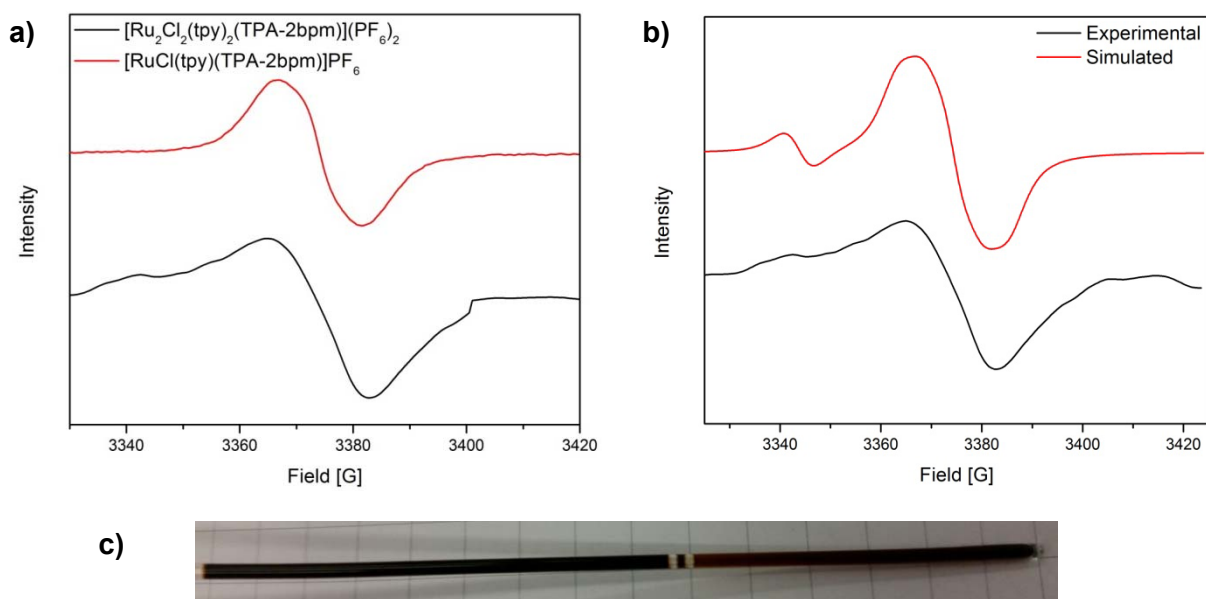 a)
[Ru₂Cl₂(tpy)₂(TPA-2bpm)](PF₆)₂
[RuCl(tpy)(TPA-2bpm)]PF₆
Intensity
3340 3360 3380 3400 3420
Field [G]
b)
Experimental
Simulated
Intensity
3340 3360 3380 3400 3420
Field [G]
c)